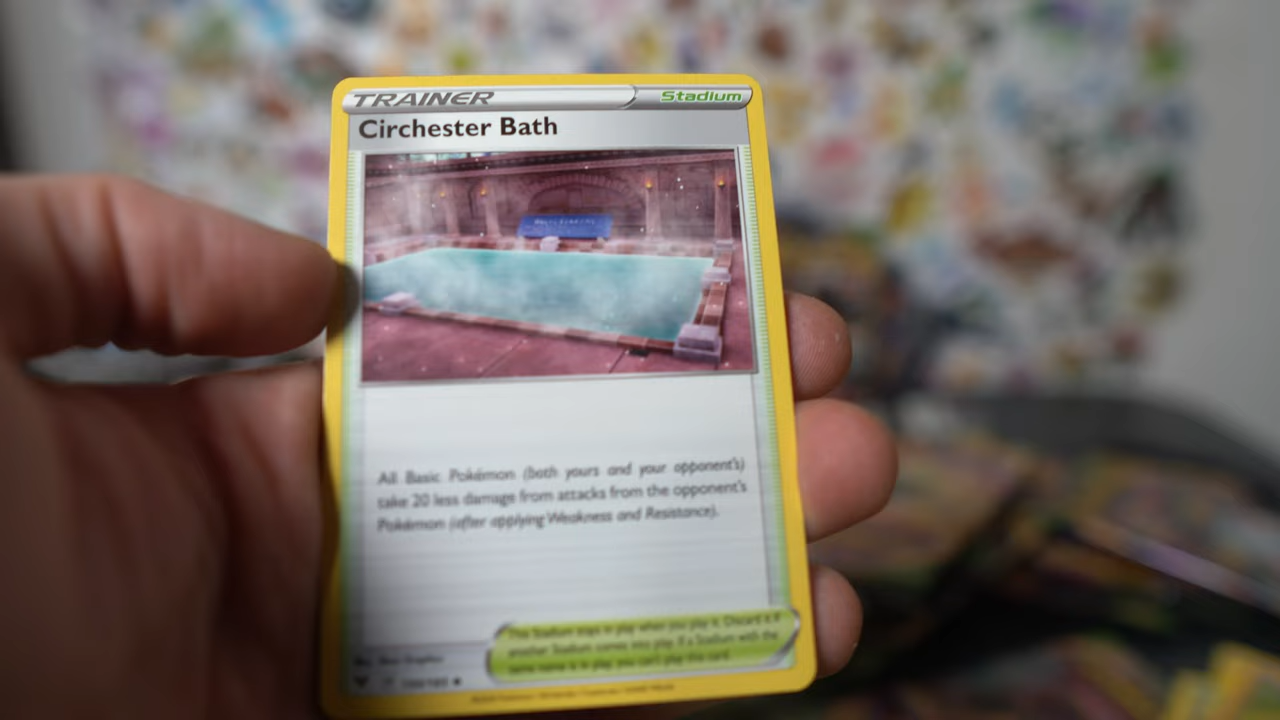 TRAINER Stadium
Circhester Bath
All Basic Pokémon (both yours and your opponent's)
take 20 less damage from attacks from the opponent's
Pokémon (after applying Weakness and Resistance).
This Stadium stays in play when you play it. Discard it if
another Stadium comes into play. If a Stadium with the
same name is in play, you can't play this card.